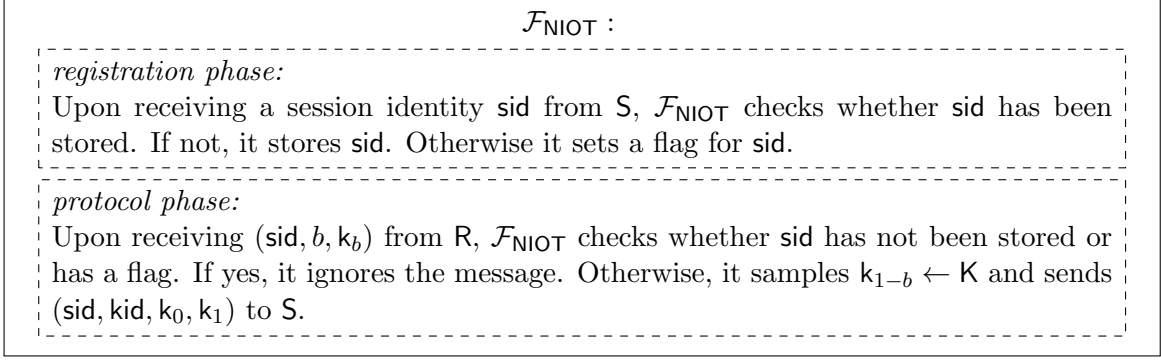 𝓕_NIOT :
registration phase:
Upon receiving a session identity sid from S, 𝓕_NIOT checks whether sid has been
stored. If not, it stores sid. Otherwise it sets a flag for sid.
protocol phase:
Upon receiving (sid, b, k_b) from R, 𝓕_NIOT checks whether sid has not been stored or
has a flag. If yes, it ignores the message. Otherwise, it samples k_{1−b} ← K and sends
(sid, kid, k_0, k_1) to S.